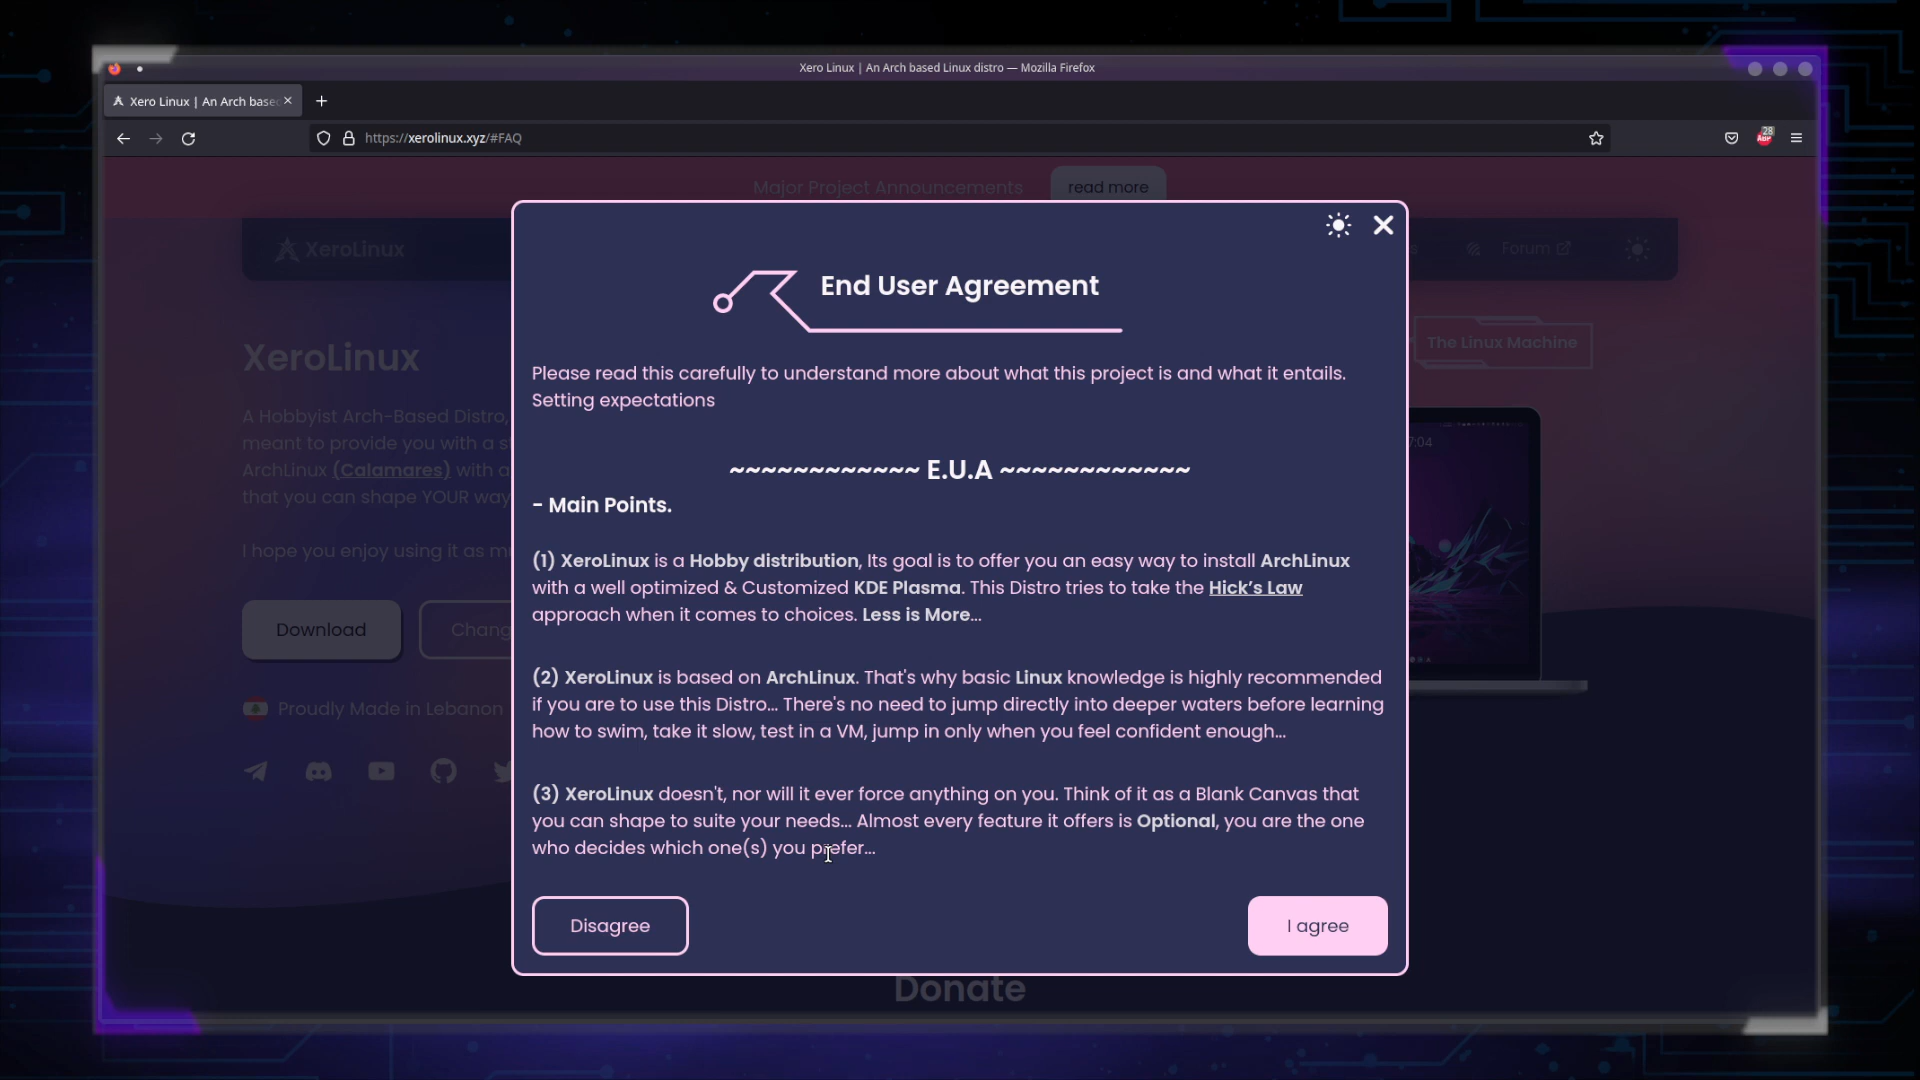 Xero Linux | An Arch based Linux distro — Mozilla Firefox
Xero Linux | An Arch base
https://xerolinux.xyz/#FAQ
28
ABP
Major Project Announcements read more
XeroLinux
Forum
End User Agreement
XeroLinux
The Linux Machine
Please read this carefully to understand more about what this project is and what it entails.
Setting expectations
A Hobbyist Arch-Based Distro,
meant to provide you with a s
ArchLinux (Calamares) with a
that you can shape YOUR way
I hope you enjoy using it as m
7:04
~~~~~~~~~~~~ E.U.A ~~~~~~~~~~~~
- Main Points.
(1) XeroLinux is a Hobby distribution, Its goal is to offer you an easy way to install ArchLinux
with a well optimized & Customized KDE Plasma. This Distro tries to take the Hick’s Law
approach when it comes to choices. Less is More...
Download
Chang
(2) XeroLinux is based on ArchLinux. That's why basic Linux knowledge is highly recommended
if you are to use this Distro... There's no need to jump directly into deeper waters before learning
how to swim, take it slow, test in a VM, jump in only when you feel confident enough...
Proudly Made in Lebanon
(3) XeroLinux doesn't, nor will it ever force anything on you. Think of it as a Blank Canvas that
you can shape to suite your needs... Almost every feature it offers is Optional, you are the one
who decides which one(s) you prefer...
Disagree
I agree
Donate